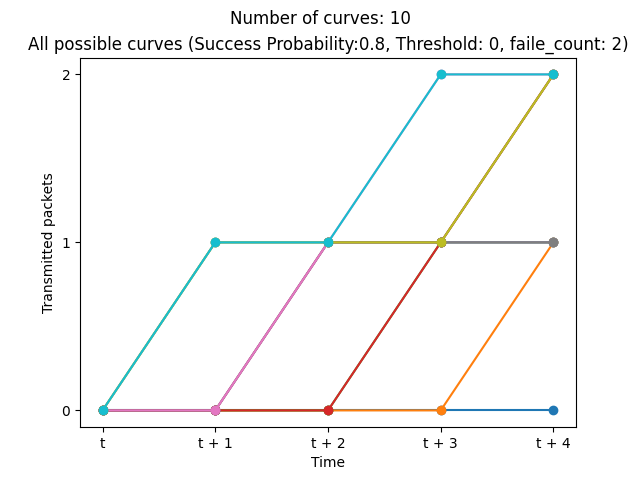 Number of curves: 10
All possible curves (Success Probability:0.8, Threshold: 0, faile_count: 2)
2
1
0
Transmitted packets
t
t + 1
t + 2
t + 3
t + 4
Time